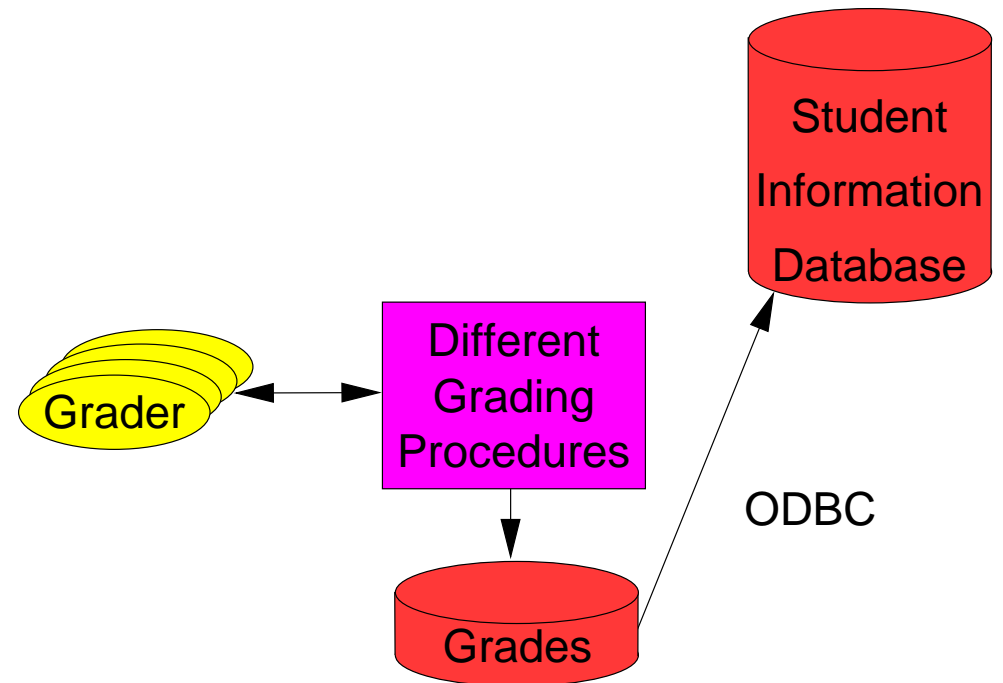 Student
Information
Database
Different
Grading
Procedures
Grader
ODBC
Grades